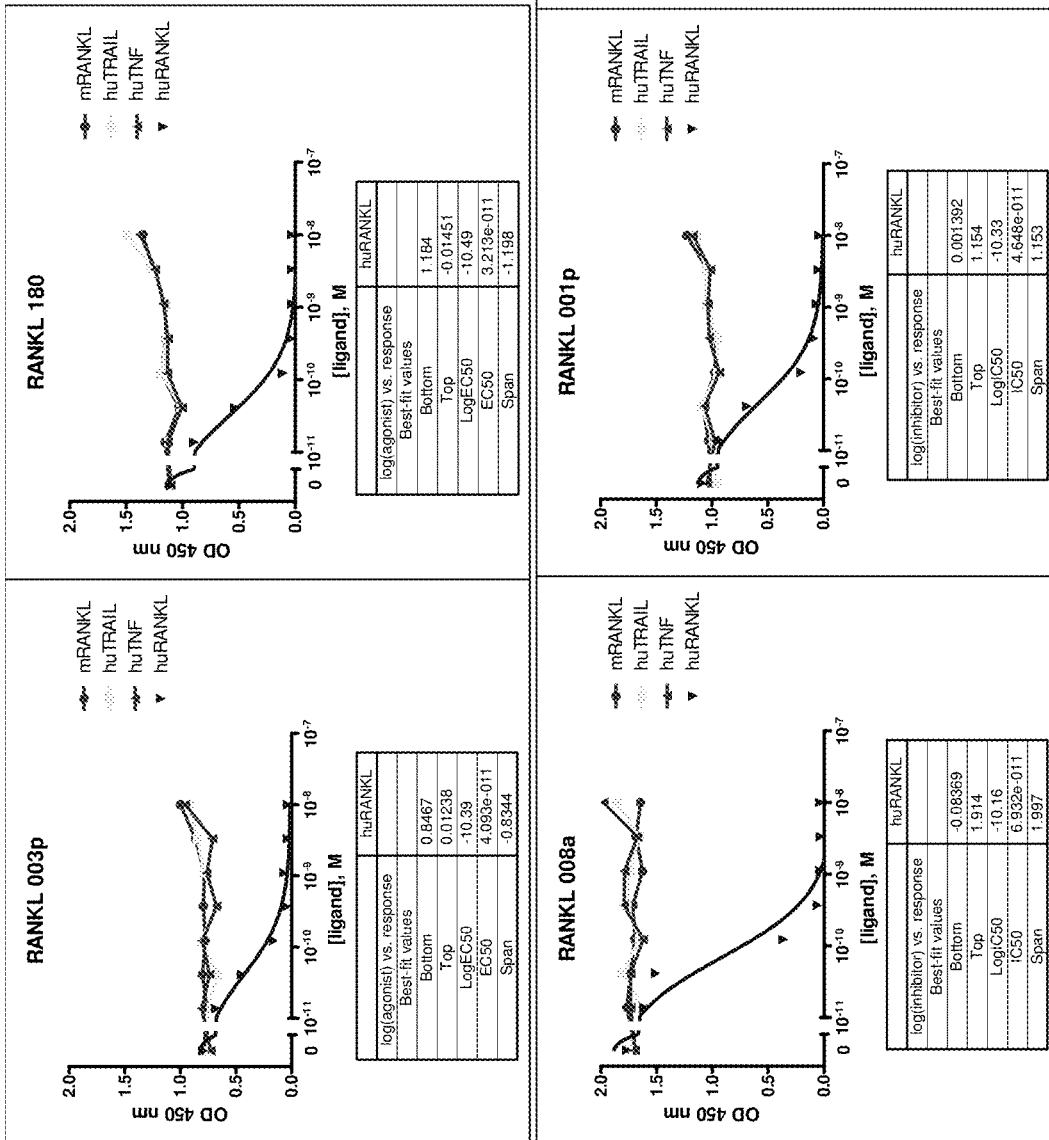 RANKL 003p
mRANKL
huTRAIL
huTNF
huRANKL
OD 450 nm
2.0
1.5
1.0
0.5
0.0
0 10-11 10-10 10-9 10-8 10-7
[ligand], M
huRANKL
log(agonist) vs. response
Best-fit values
Bottom 0.8467
Top 0.01238
LogEC50 -10.39
EC50 4.093e-011
Span -0.8344
RANKL 180
mRANKL
huTRAIL
huTNF
huRANKL
OD 450 nm
2.0
1.5
1.0
0.5
0.0
0 10-11 10-10 10-9 10-8 10-7
[ligand], M
huRANKL
log(agonist) vs. response
Best-fit values
Bottom 1.184
Top -0.01451
LogEC50 -10.49
EC50 3.213e-011
Span -1.198
RANKL 008a
mRANKL
huTRAIL
huTNF
huRANKL
OD 450 nm
2.0
1.5
1.0
0.5
0.0
0 10-11 10-10 10-9 10-8 10-7
[ligand], M
huRANKL
log(inhibitor) vs. response
Best-fit values
Bottom -0.08369
Top 1.914
LogIC50 -10.16
IC50 6.932e-011
Span 1.997
RANKL 001p
mRANKL
huTRAIL
huTNF
huRANKL
OD 450 nm
2.0
1.5
1.0
0.5
0.0
0 10-11 10-10 10-9 10-8 10-7
[ligand], M
huRANKL
log(inhibitor) vs. response
Best-fit values
Bottom 0.001392
Top 1.154
LogIC50 -10.33
IC50 4.648e-011
Span 1.153